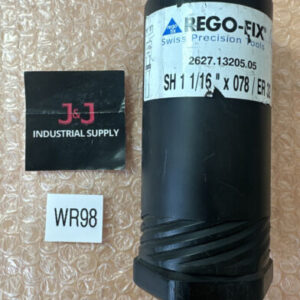 REGO-FIX®
Swiss Precision Tools
2627.13205.05
SH 1 1/16 " x 078 / ER
J&J
INDUSTRIAL SUPPLY
WR98